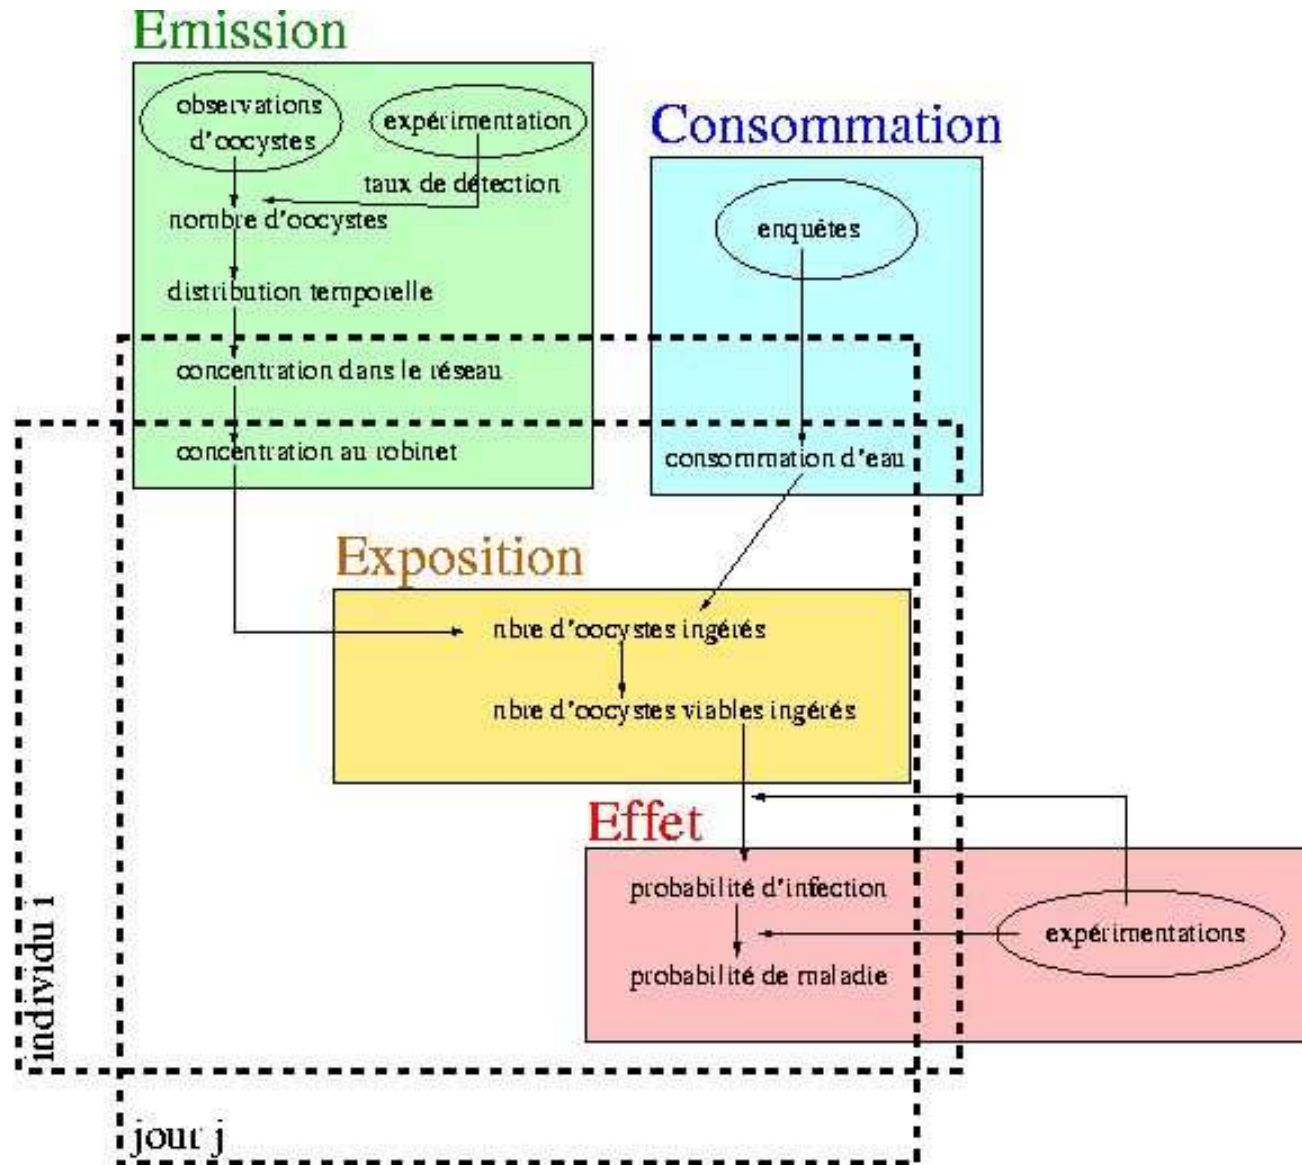 Emission
observations
d'oocystes
expérimentation
taux de détection
nombre d'oocystes
distribution temporelle
concentration dans le réseau
concentration au robinet
Consommation
enquêtes
consommation d'eau
Exposition
nbre d'oocystes ingérés
nbre d'oocystes viables ingérés
Effet
probabilité d'infection
probabilité de maladie
expérimentations
individu i
jour j